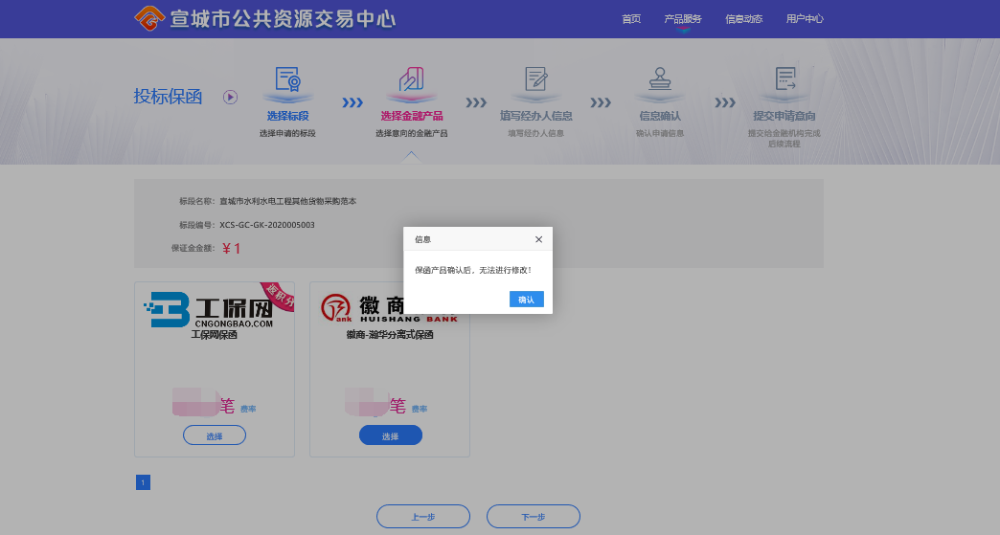 宣城市公共资源交易中心
首页 产品服务 信息动态 用户中心
投标保函
选择标段 选择金融产品 填写经办人信息 信息确认 提交申请意向
选择申请的标段 选择意向的金融产品 填写经办人信息 确认申请信息 提交给金融机构完成
后续流程
标段名称：宣城市水利水电工程其他货物采购范本
标段编号：XCS-GC-GK-2020005003
保证金金额：￥1
信息
保函产品确认后，无法进行修改！
确认
返积分
工保网
CNGONGBAO.COM
工保网保函
笔 费率
选择
徽商
Bank HUISHANG BANK
徽商-瀚华分离式保函
笔 费率
选择
1
上一步 下一步